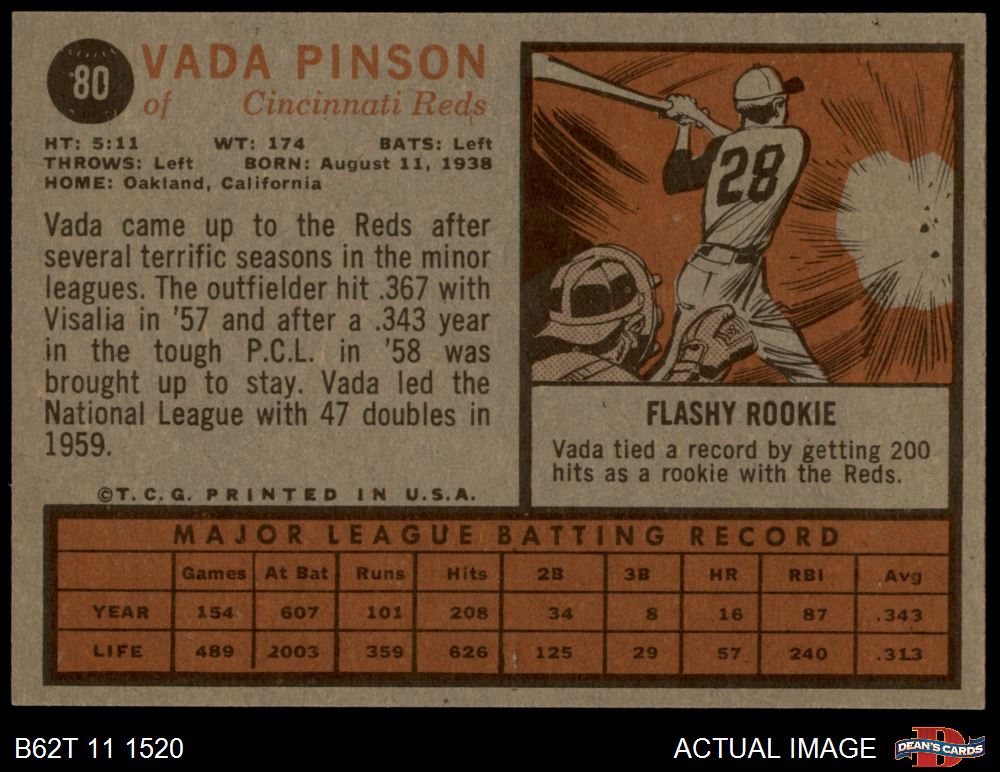 80
VADA PINSON
of Cincinnati Reds
HT: 5:11 WT: 174 BATS: Left
THROWS: Left BORN: August 11, 1938
HOME: Oakland, California
Vada came up to the Reds after
several terrific seasons in the minor
leagues. The outfielder hit .367 with
Visalia in '57 and after a .343 year
in the tough P.C.L. in '58 was
brought up to stay. Vada led the
National League with 47 doubles in
1959.
©T.C.G. PRINTED IN U.S.A.
28
FLASHY ROOKIE
Vada tied a record by getting 200
hits as a rookie with the Reds.
MAJOR LEAGUE BATTING RECORD
Games At Bat Runs Hits 2B 3B HR RBI Avg
YEAR 154 607 101 208 34 8 16 87 .343
LIFE 489 2003 359 626 125 29 57 240 .313
B62T 11 1520
ACTUAL IMAGE
D
DEAN'S CARDS